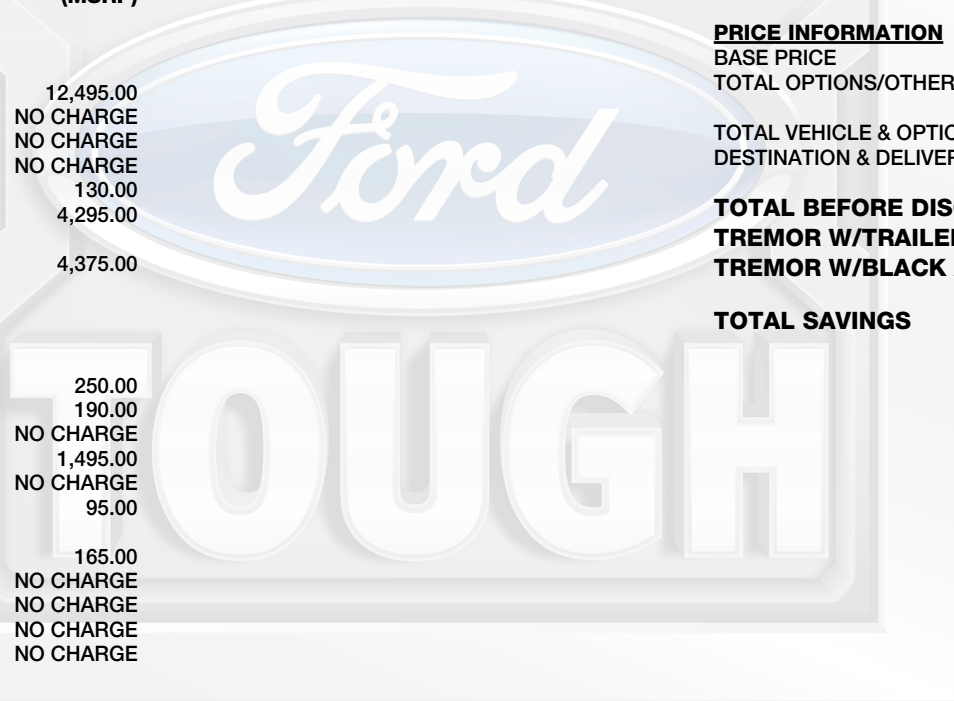 (MSRP)
12,495.00
NO CHARGE
NO CHARGE
NO CHARGE
130.00
4,295.00
4,375.00
250.00
190.00
NO CHARGE
1,495.00
NO CHARGE
95.00
165.00
NO CHARGE
NO CHARGE
NO CHARGE
NO CHARGE
PRICE INFORMATION
BASE PRICE
TOTAL OPTIONS/OTHER
TOTAL VEHICLE & OPTIO
DESTINATION & DELIVER
TOTAL BEFORE DIS
TREMOR W/TRAILE
TREMOR W/BLACK
TOTAL SAVINGS
Ford
TOUGH